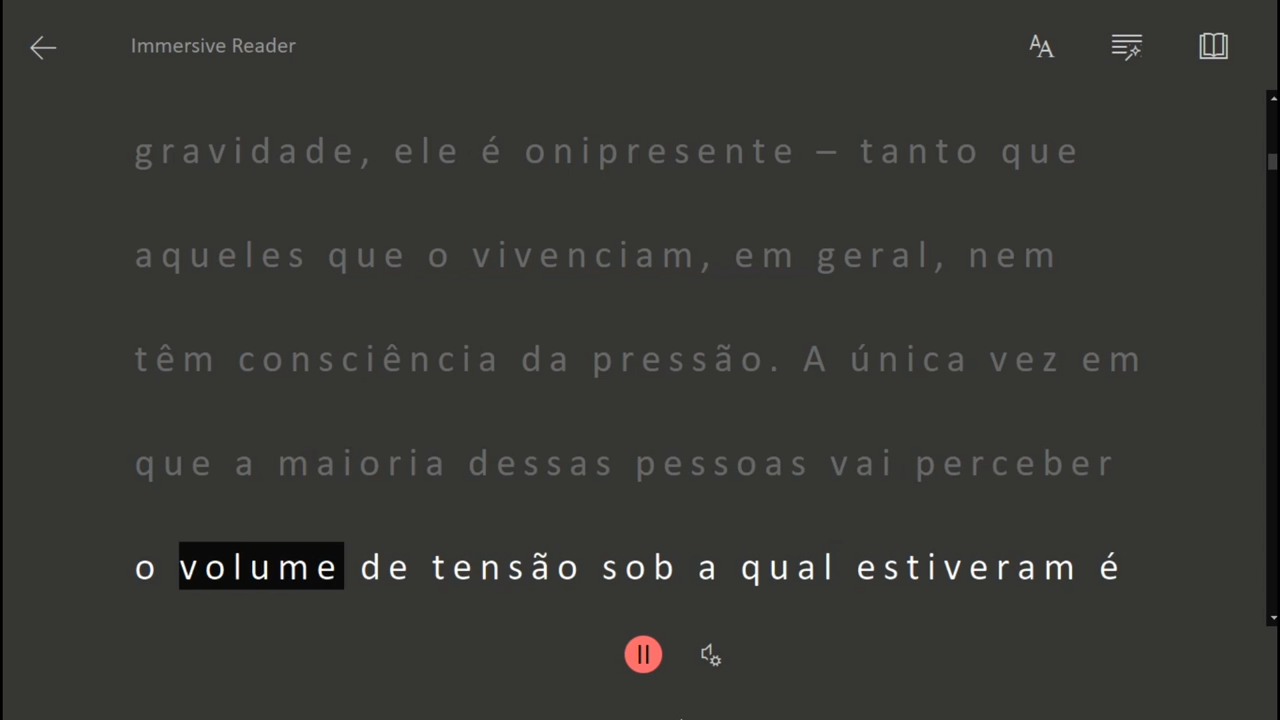 Immersive Reader
gravidade, ele é onipresente – tanto que
aqueles que o vivenciam, em geral, nem
têm consciência da pressão. A única vez em
que a maioria dessas pessoas vai perceber
o volume de tensão sob a qual estiveram é